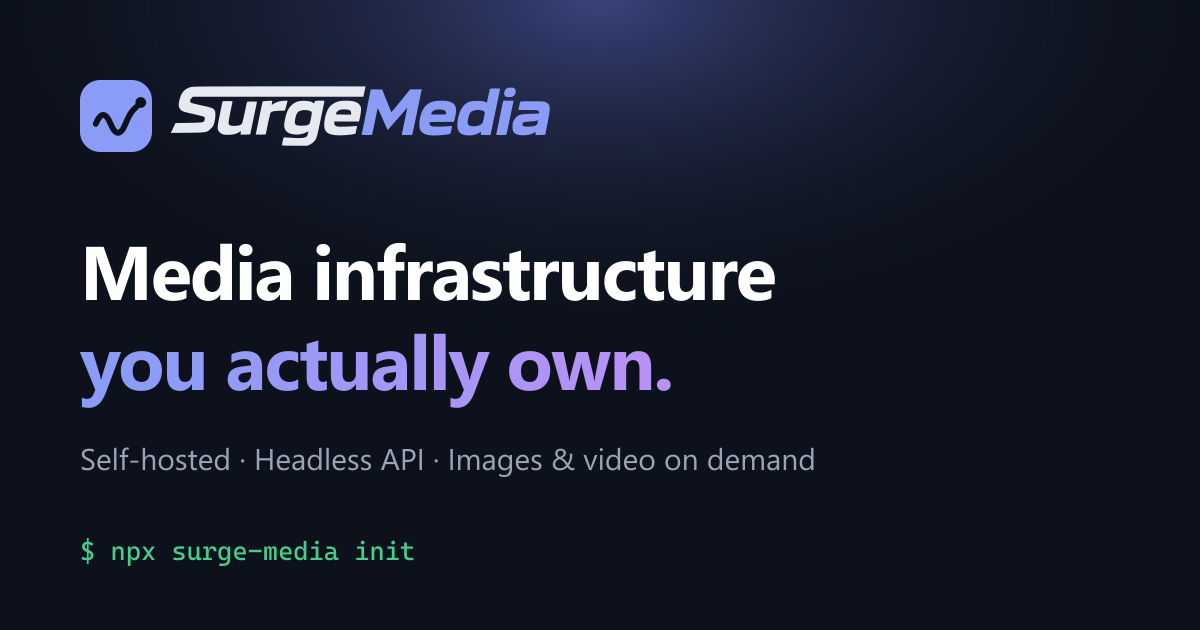 SurgeMedia
Media infrastructure
you actually own.
Self-hosted · Headless API · Images & video on demand
$ npx surge-media init